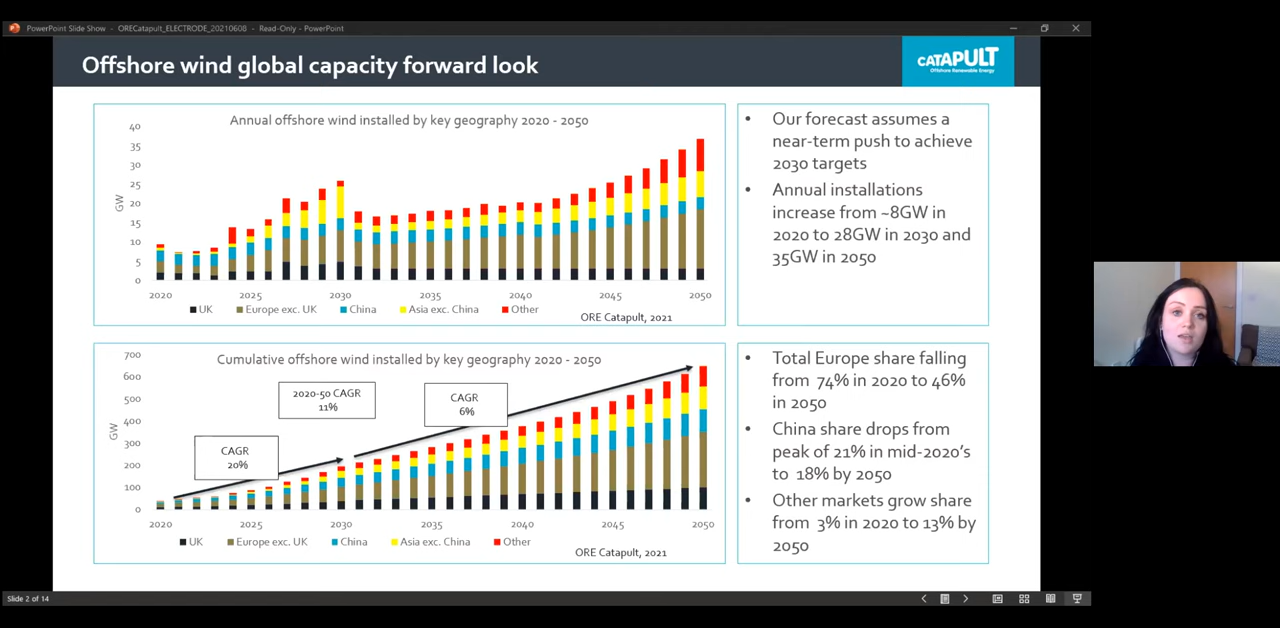 PowerPoint Slide Show - ORECatapult_ELECTRODE_20210608 - Read-Only - PowerPoint
Offshore wind global capacity forward look
CATAPULT
Offshore Renewable Energy
Annual offshore wind installed by key geography 2020 - 2050
40
35
30
25
20
15
10
5
0
GW
2020 2025 2030 2035 2040 2045 2050
UK Europe exc. UK China Asia exc. China Other
ORE Catapult, 2021
• Our forecast assumes a
near-term push to achieve
2030 targets
• Annual installations
increase from ~8GW in
2020 to 28GW in 2030 and
35GW in 2050
Cumulative offshore wind installed by key geography 2020 - 2050
700
600
500
400
300
200
100
0
GW
2020-50 CAGR
11%
CAGR
6%
CAGR
20%
2020 2025 2030 2035 2040 2045 2050
UK Europe exc. UK China Asia exc. China Other
ORE Catapult, 2021
• Total Europe share falling
from 74% in 2020 to 46%
in 2050
• China share drops from
peak of 21% in mid-2020's
to 18% by 2050
• Other markets grow share
from 3% in 2020 to 13% by
2050
Slide 2 of 14